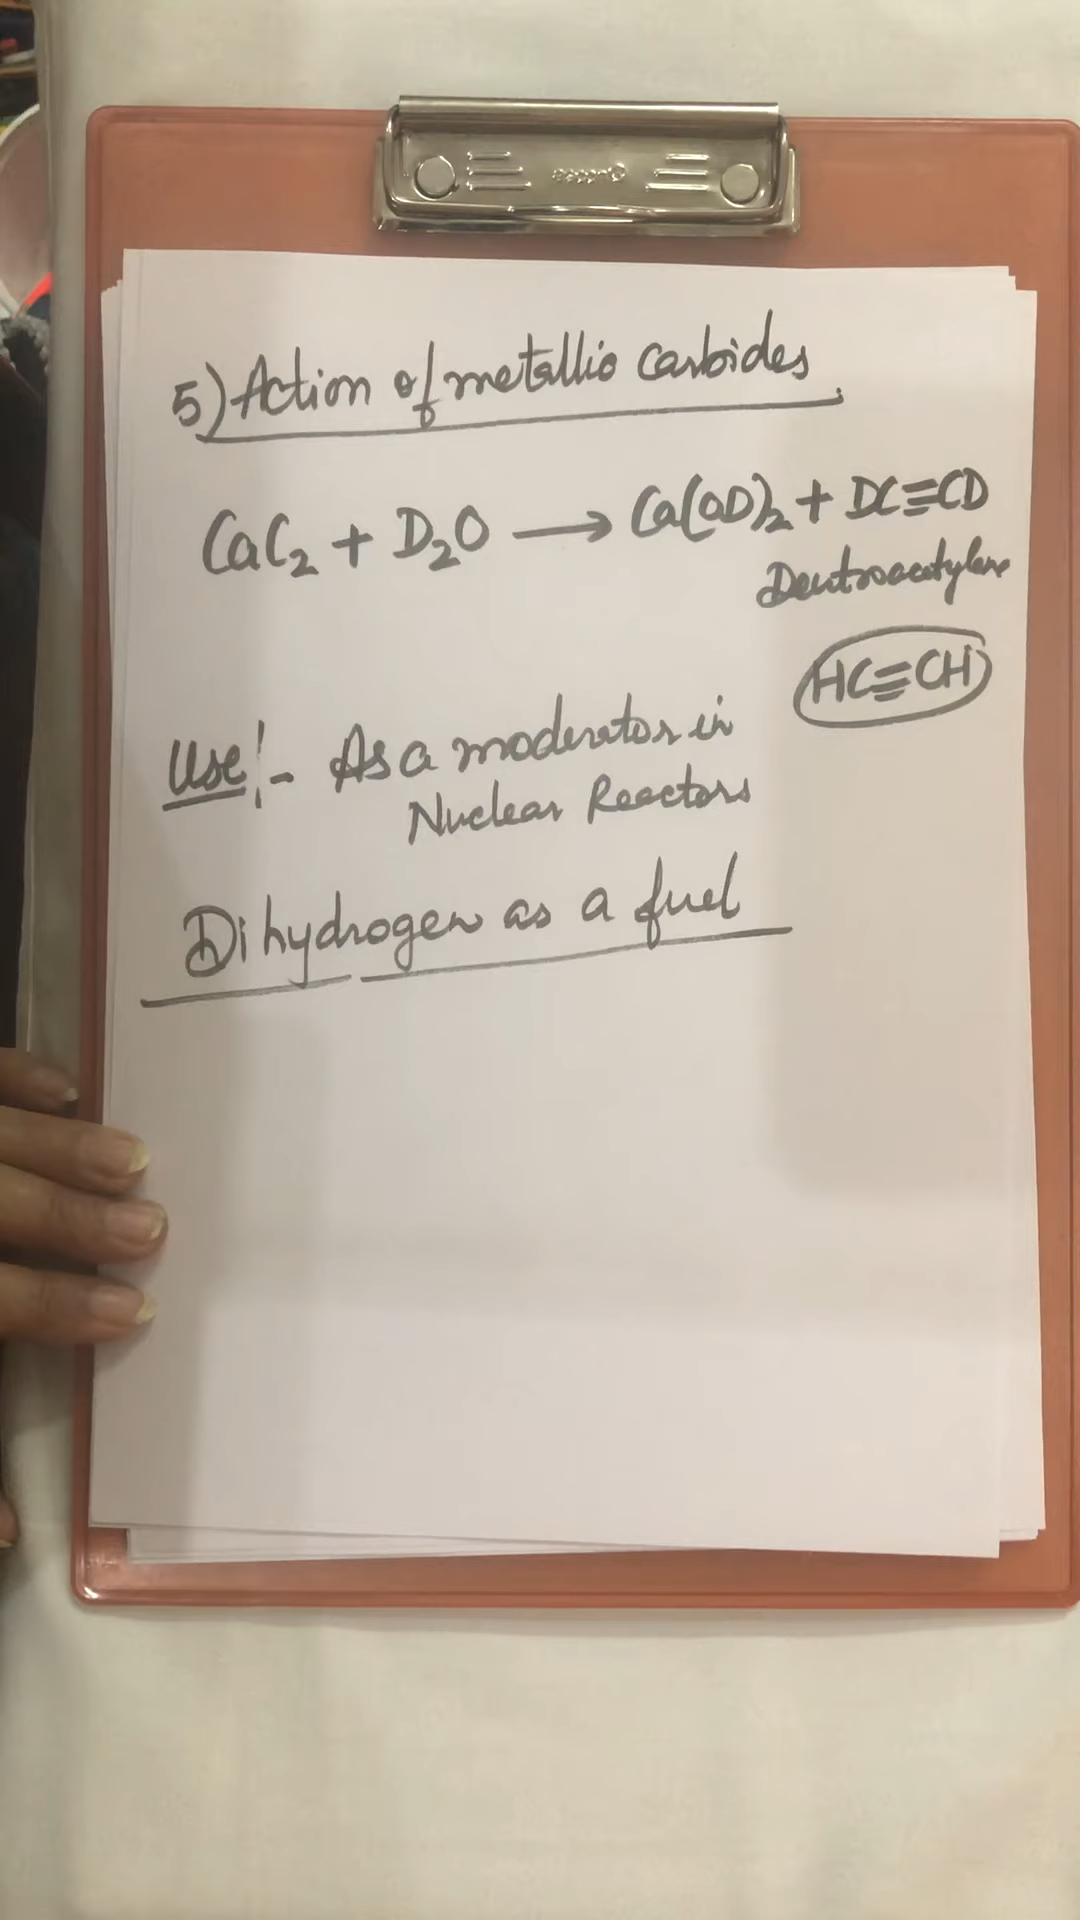 5) Action of metallic carbides
CaC₂ + D₂O ⟶ Ca(OD)₂ + DC≡CD
Deutroacetylene
HC≡CH
Use:- As a moderator in
Nuclear Reactors
Dihydrogen as a fuel